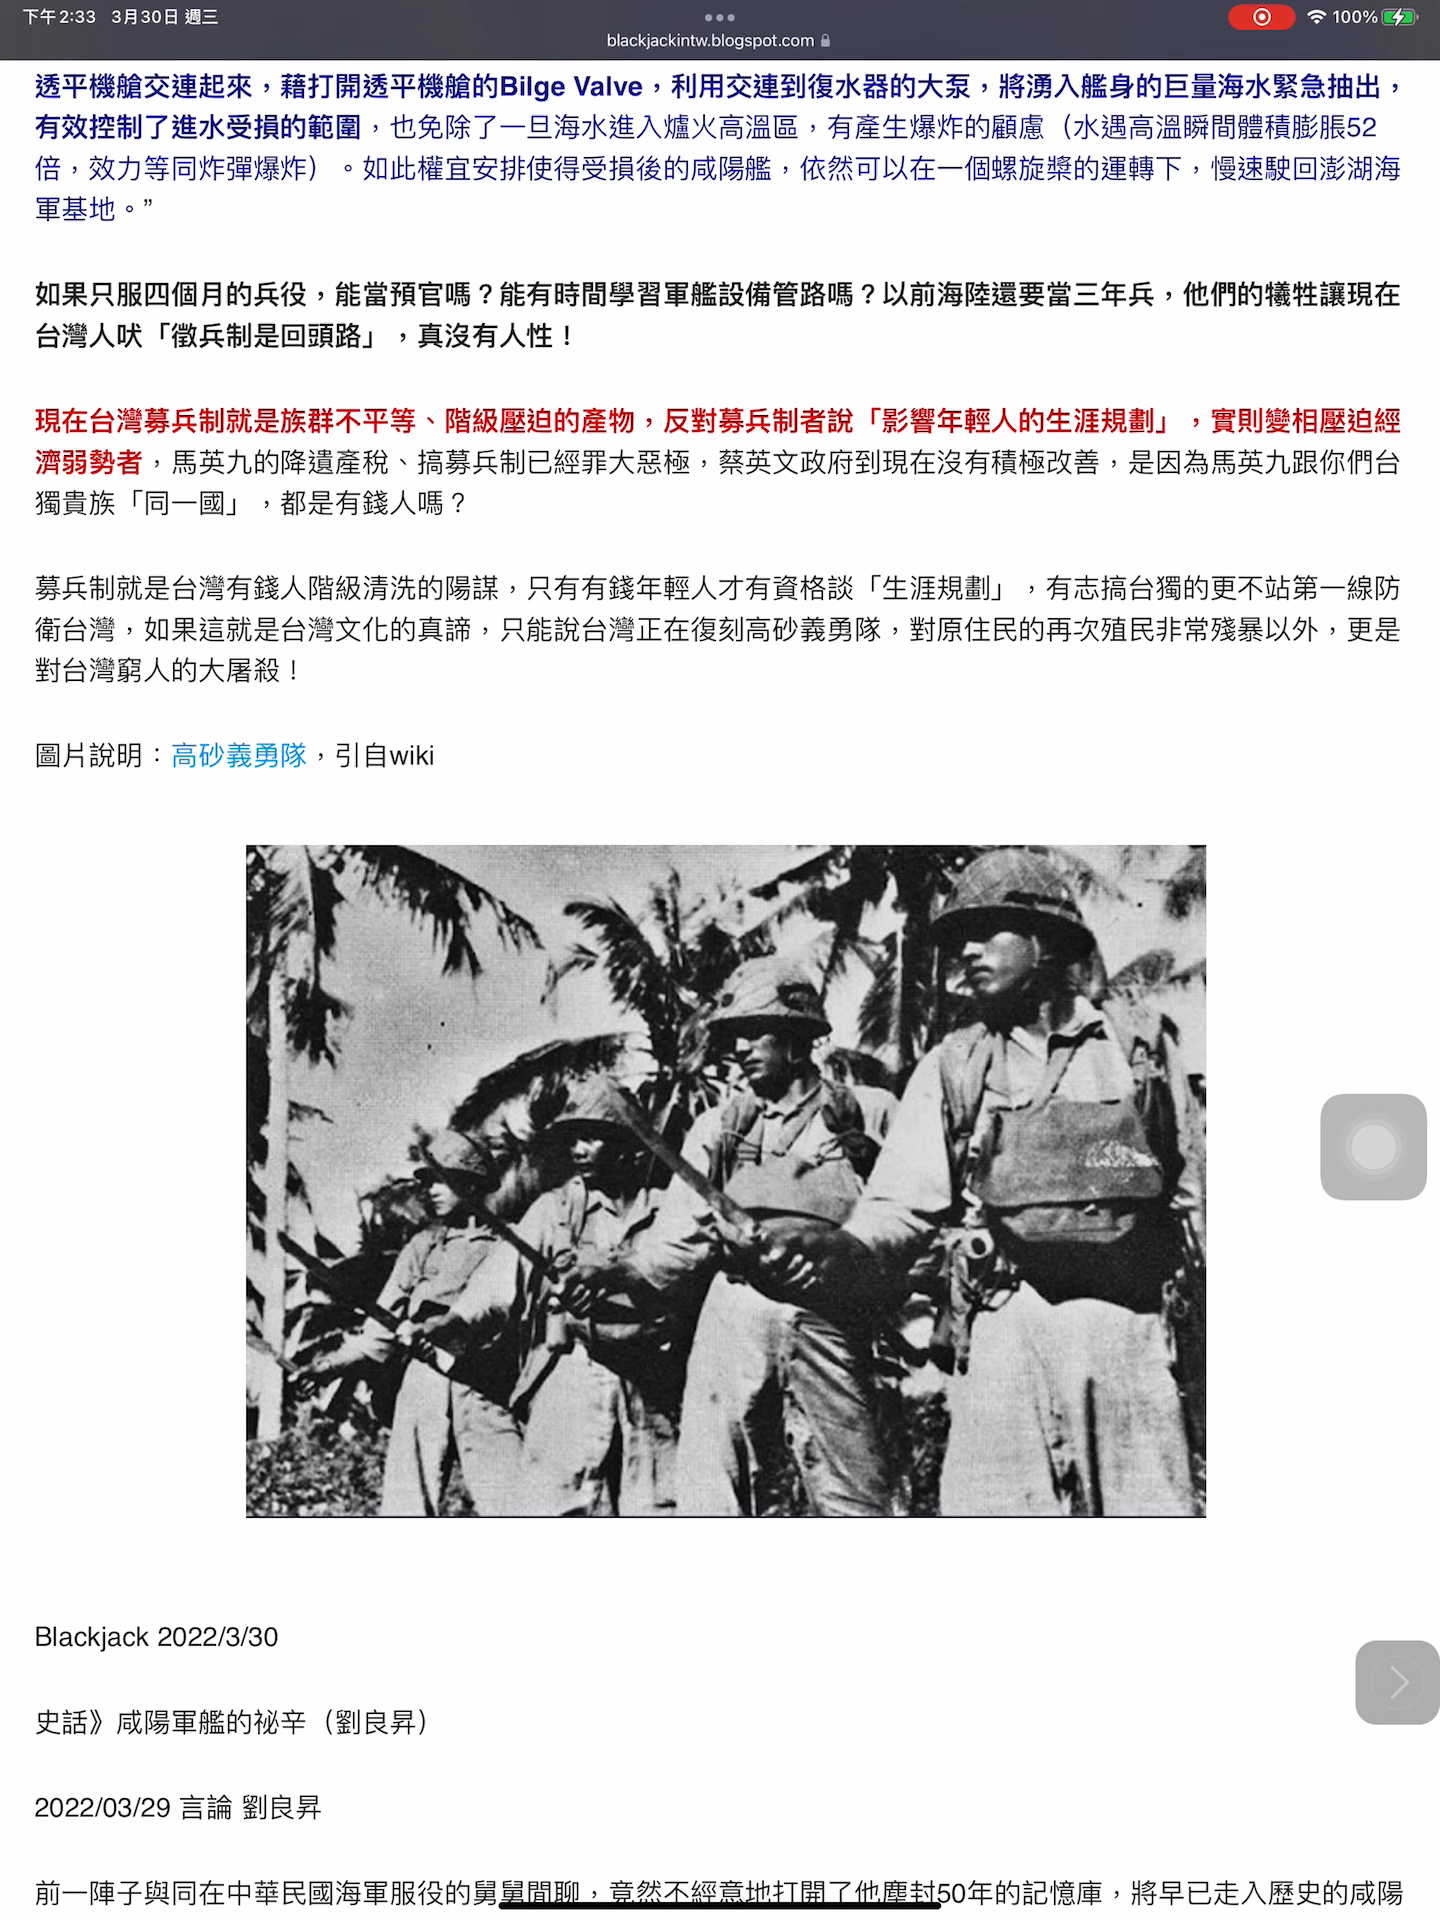 下午2:33 3月30日 週三
100%
blackjackintw.blogspot.com
透平機艙交連起來，藉打開透平機艙的Bilge Valve，利用交連到復水器的大泵，將湧入艦身的巨量海水緊急抽出，
有效控制了進水受損的範圍，也免除了一旦海水進入爐火高溫區，有產生爆炸的顧慮（水遇高溫瞬間體積膨脹52
倍，效力等同炸彈爆炸）。如此權宜安排使得受損後的咸陽艦，依然可以在一個螺旋槳的運轉下，慢速駛回澎湖海
軍基地。”
如果只服四個月的兵役，能當預官嗎？能有時間學習軍艦設備管路嗎？以前海陸還要當三年兵，他們的犧牲讓現在
台灣人吠「徵兵制是回頭路」，真沒有人性！
現在台灣募兵制就是族群不平等、階級壓迫的產物，反對募兵制者說「影響年輕人的生涯規劃」，實則變相壓迫經
濟弱勢者，馬英九的降遺產稅、搞募兵制已經罪大惡極，蔡英文政府到現在沒有積極改善，是因為馬英九跟你們台
獨貴族「同一國」，都是有錢人嗎？
募兵制就是台灣有錢人階級清洗的陽謀，只有有錢年輕人才有資格談「生涯規劃」，有志搞台獨的更不站第一線防
衛台灣，如果這就是台灣文化的真諦，只能說台灣正在復刻高砂義勇隊，對原住民的再次殖民非常殘暴以外，更是
對台灣窮人的大屠殺！
圖片說明：高砂義勇隊，引自wiki
Blackjack 2022/3/30
史話》咸陽軍艦的祕辛（劉良昇）
2022/03/29 言論 劉良昇
前一陣子與同在中華民國海軍服役的舅舅閒聊，竟然不經意地打開了他塵封50年的記憶庫，將早已走入歷史的咸陽